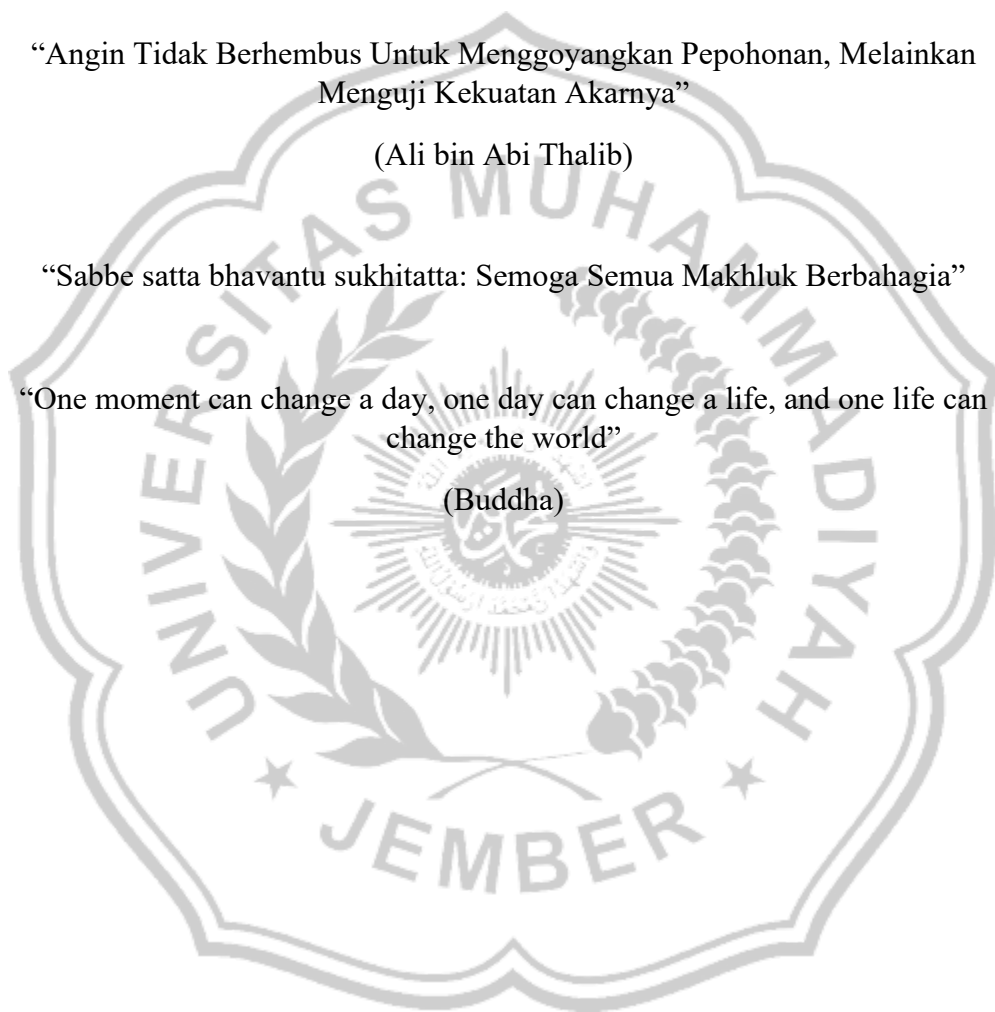 “Angin Tidak Berhembus Untuk Menggoyangkan Pepohonan, Melainkan
Menguji Kekuatan Akarnya”
(Ali bin Abi Thalib)
“Sabbe satta bhavantu sukhitatta: Semoga Semua Makhluk Berbahagia”
“One moment can change a day, one day can change a life, and one life can
change the world”
(Buddha)
UNIVERSITAS MUHAMMADIYAH
JEMBER